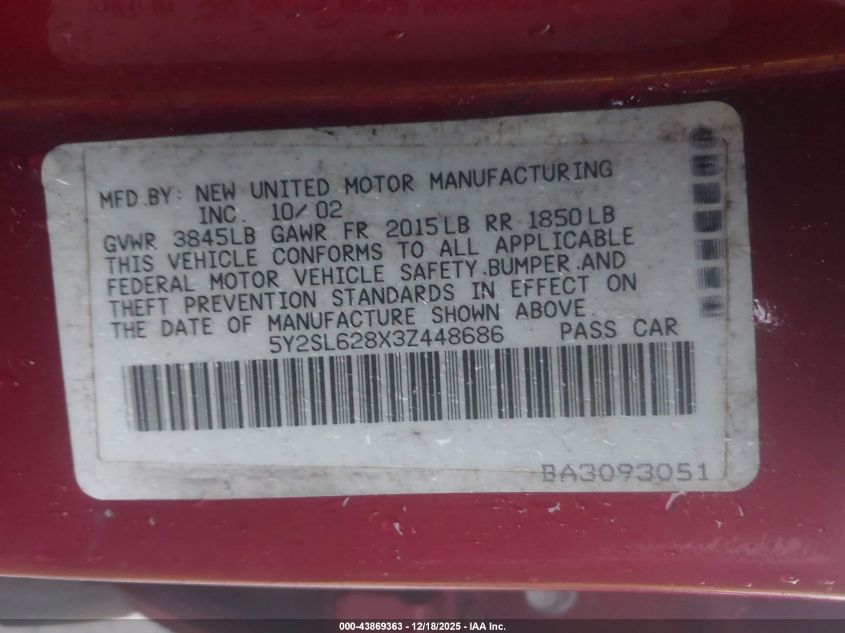 MFD.BY: NEW UNITED MOTOR MANUFACTURING
INC. 10/02
GVWR 3845LB GAWR FR 2015LB RR 1850LB
THIS VEHICLE CONFORMS TO ALL APPLICABLE
FEDERAL MOTOR VEHICLE SAFETY,BUMPER,AND
THEFT PREVENTION STANDARDS IN EFFECT ON
THE DATE OF MANUFACTURE SHOWN ABOVE.
5Y2SL628X3Z448686 PASS CAR
BA3093051
000-43869363 - 12/18/2025 - IAA Inc.